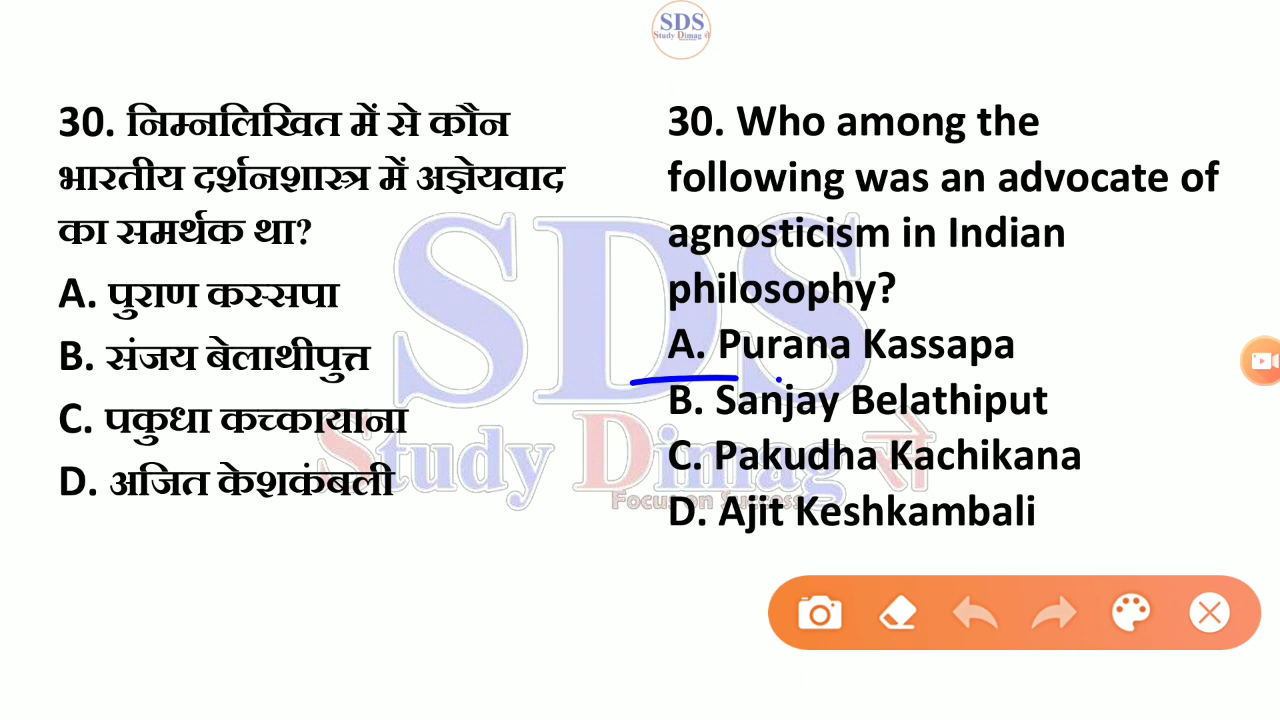 SDS
Study Dimag से
30. निम्नलिखित में से कौन
भारतीय दर्शनशास्त्र में अज्ञेयवाद
का समर्थक था?
A. पुराण कस्सपा
B. संजय बेलाथीपुत्त
C. पकुधा कच्कायाना
D. अजित केशकंबली
30. Who among the
following was an advocate of
agnosticism in Indian
philosophy?
A. Purana Kassapa
B. Sanjay Belathiput
C. Pakudha Kachikana
D. Ajit Keshkambali
SDS
Study Dimag से
Focus on Success